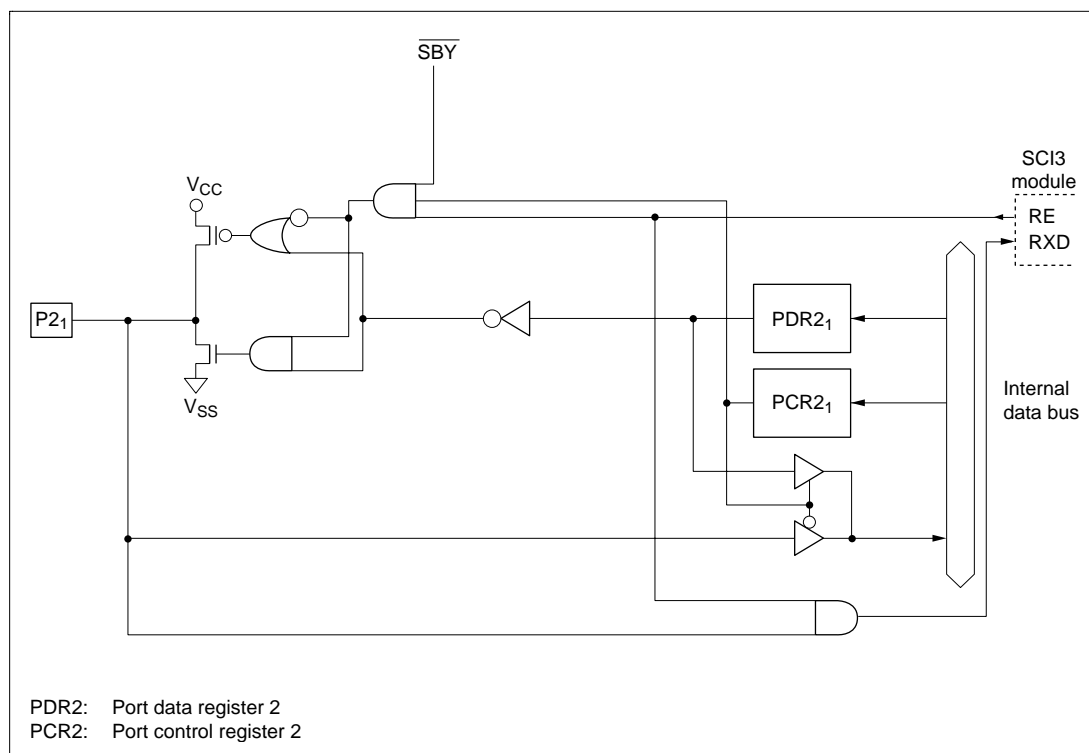 S̅B̅Y̅
SCI3
module
VCC
RE
RXD
P21
PDR21
PCR21
Internal
data bus
VSS
PDR2: Port data register 2
PCR2: Port control register 2